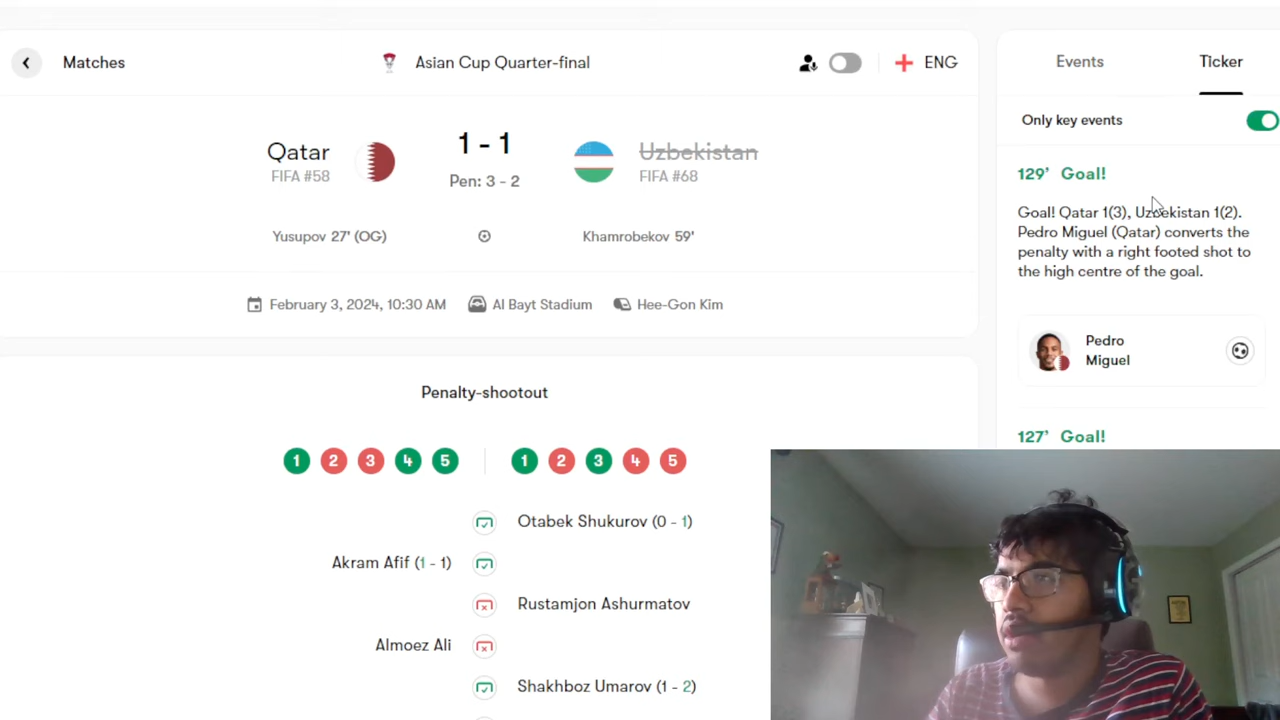 Matches
Asian Cup Quarter-final
ENG
Events
Ticker
Only key events
Qatar
FIFA #58
1 - 1
Pen: 3 - 2
Uzbekistan
FIFA #68
Yusupov 27' (OG)
Khamrobekov 59'
February 3, 2024, 10:30 AM
Al Bayt Stadium
Hee-Gon Kim
129' Goal!
Goal! Qatar 1(3), Uzbekistan 1(2).
Pedro Miguel (Qatar) converts the
penalty with a right footed shot to
the high centre of the goal.
Pedro
Miguel
127' Goal!
Penalty-shootout
1 2 3 4 5
1 2 3 4 5
Otabek Shukurov (0 - 1)
Akram Afif (1 - 1)
Rustamjon Ashurmatov
Almoez Ali
Shakhboz Umarov (1 - 2)